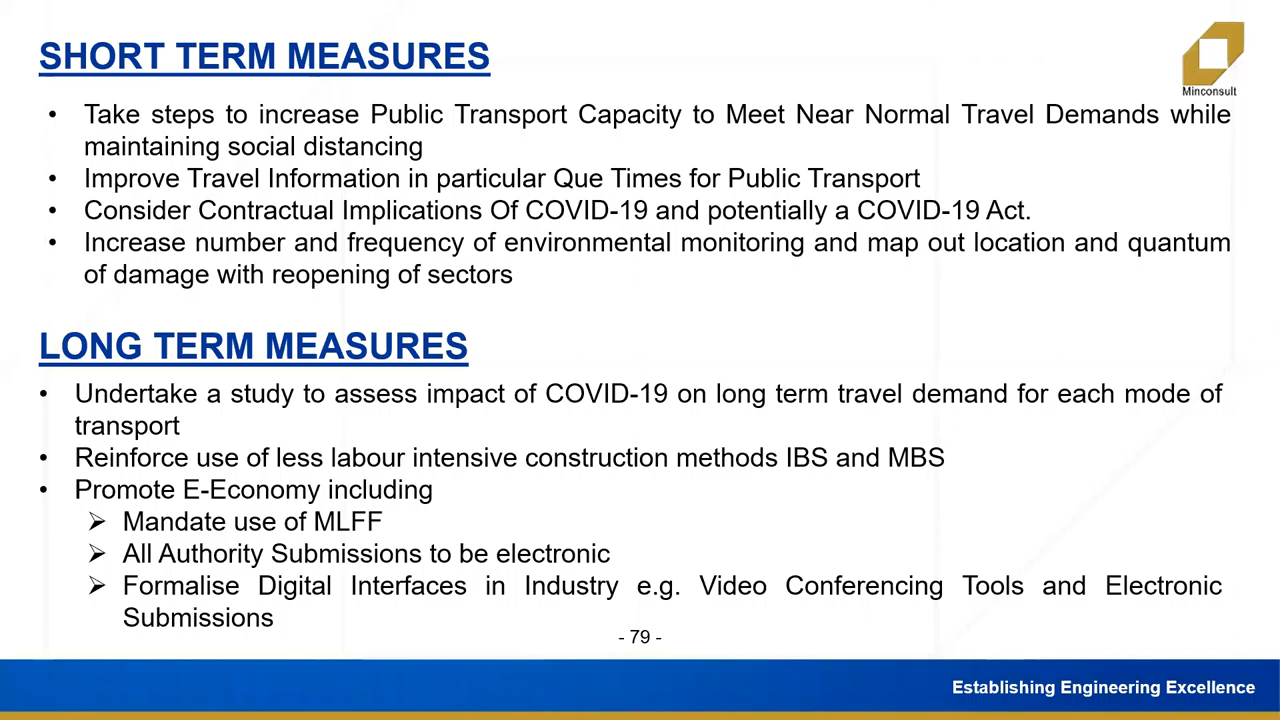 SHORT TERM MEASURES
Minconsult
• Take steps to increase Public Transport Capacity to Meet Near Normal Travel Demands while
maintaining social distancing
• Improve Travel Information in particular Que Times for Public Transport
• Consider Contractual Implications Of COVID-19 and potentially a COVID-19 Act.
• Increase number and frequency of environmental monitoring and map out location and quantum
of damage with reopening of sectors
LONG TERM MEASURES
• Undertake a study to assess impact of COVID-19 on long term travel demand for each mode of
transport
• Reinforce use of less labour intensive construction methods IBS and MBS
• Promote E-Economy including
➢ Mandate use of MLFF
➢ All Authority Submissions to be electronic
➢ Formalise Digital Interfaces in Industry e.g. Video Conferencing Tools and Electronic
Submissions
- 79 -
Establishing Engineering Excellence